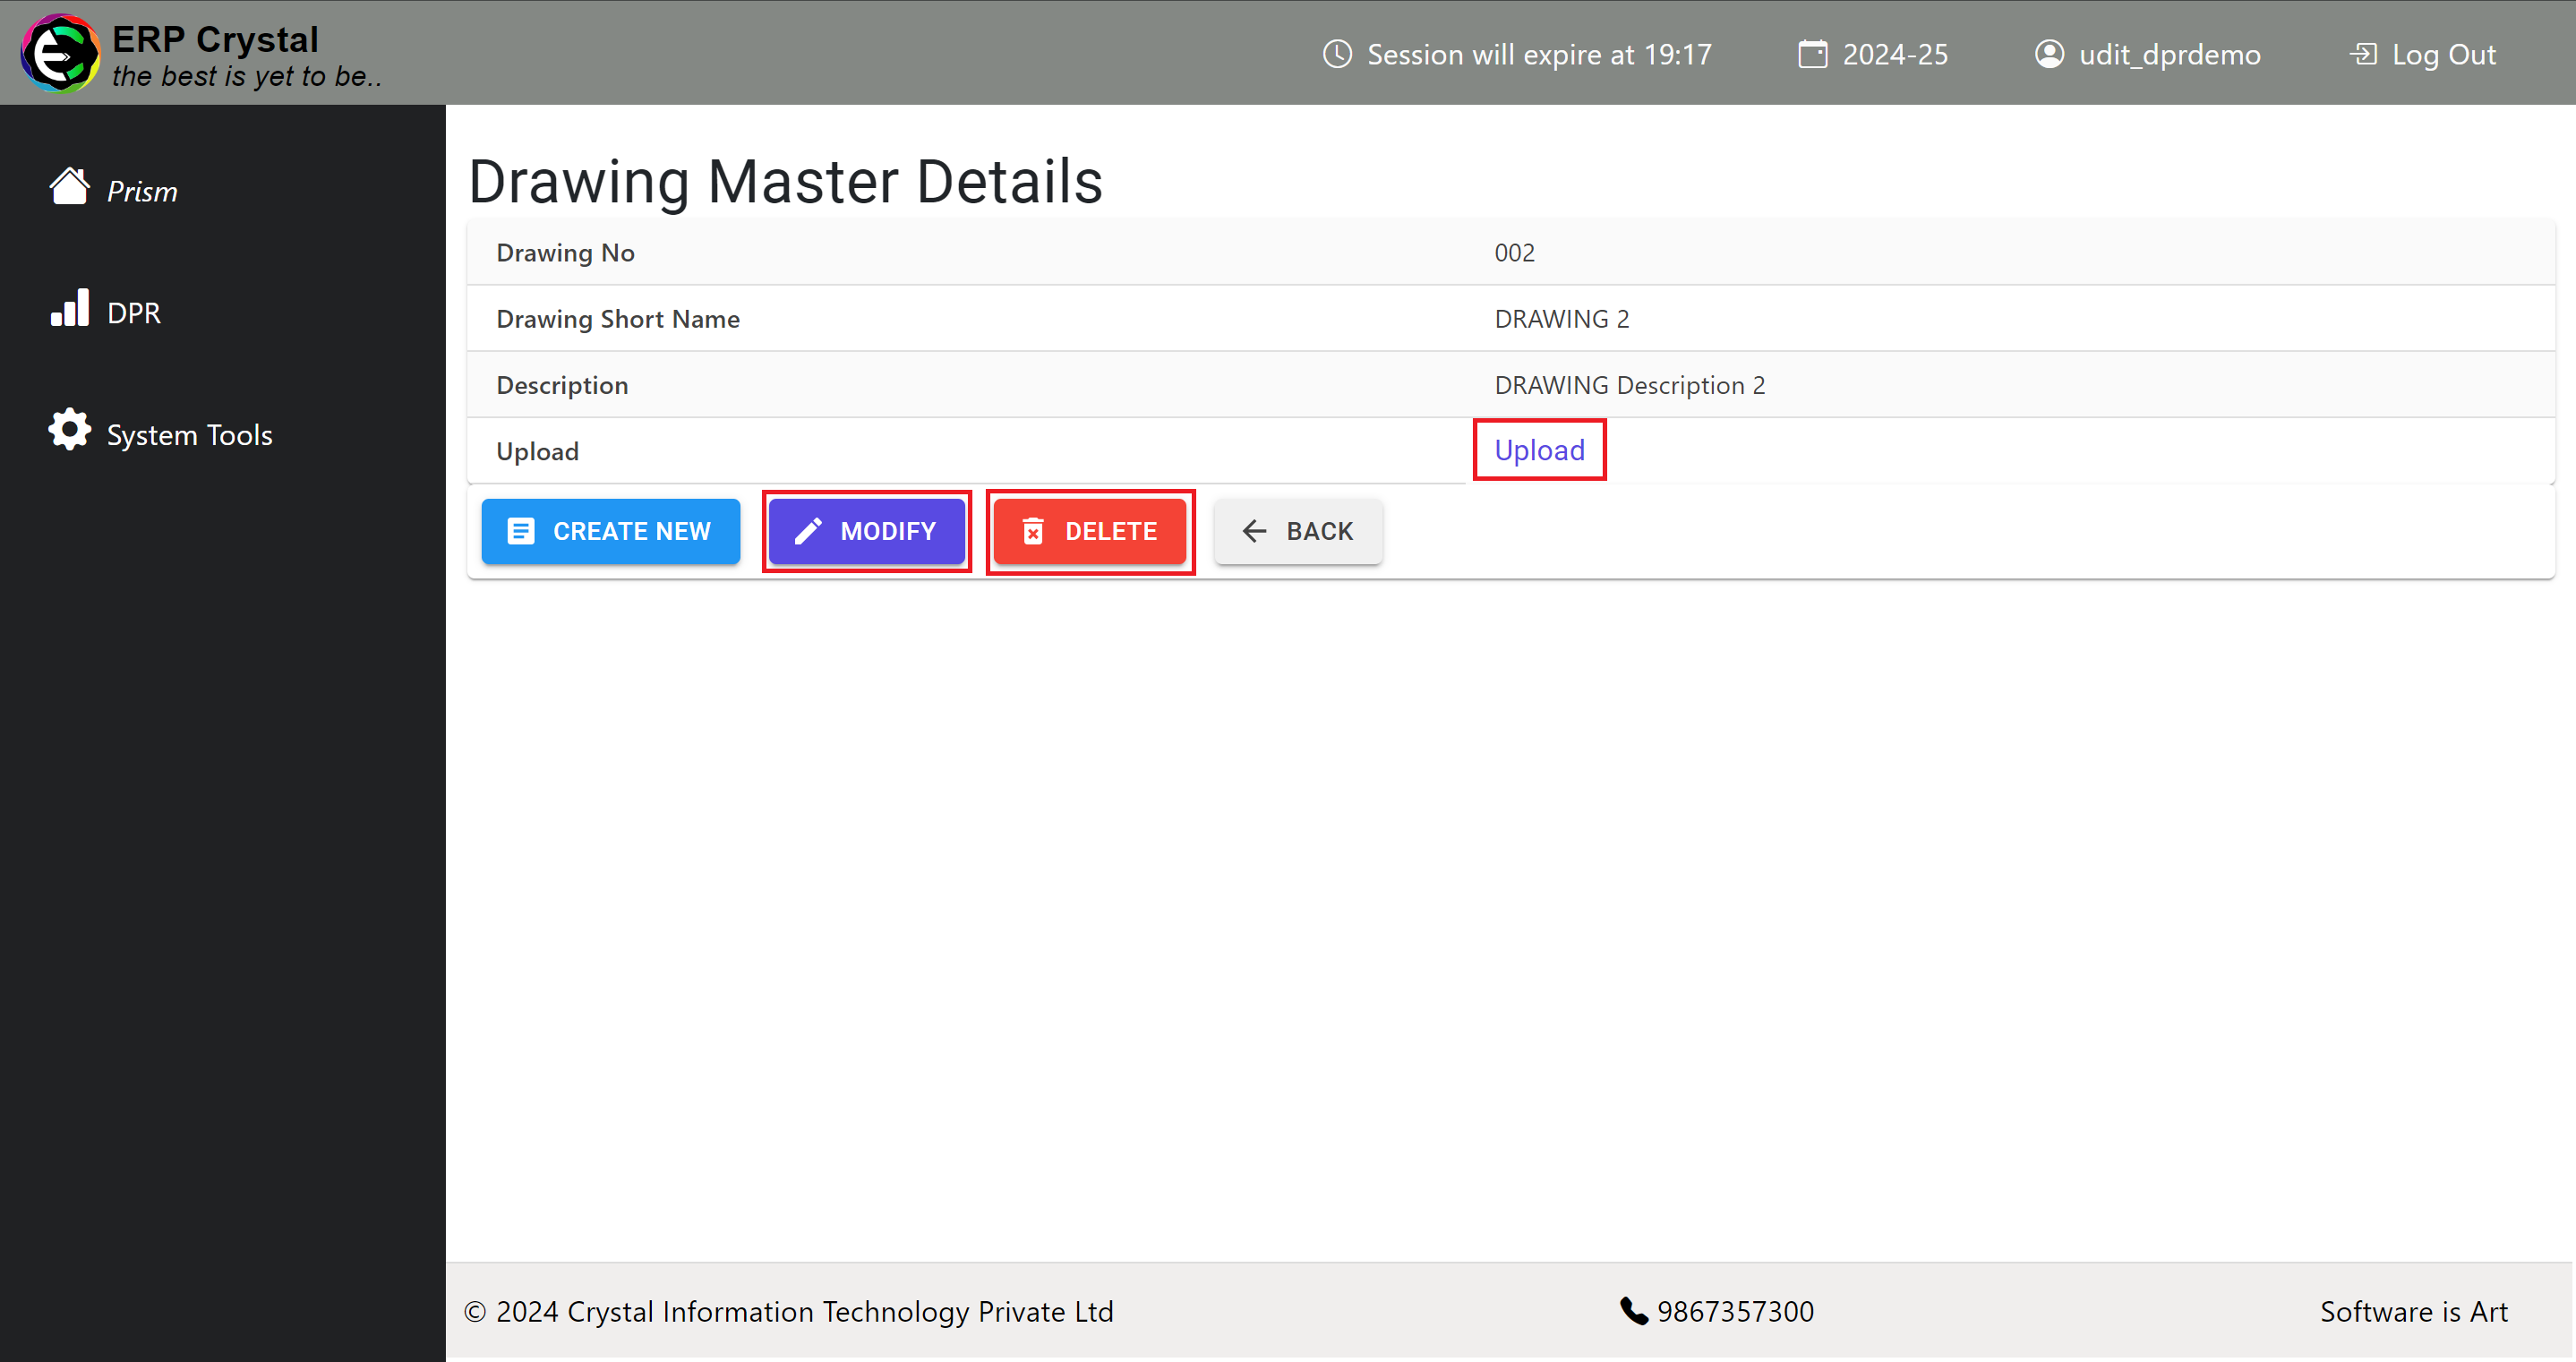 ERP Crystal
the best is yet to be..
Session will expire at 19:17
2024-25
udit_dprdemo
Log Out
Prism
DPR
System Tools
Drawing Master Details
Drawing No 002
Drawing Short Name DRAWING 2
Description DRAWING Description 2
Upload Upload
CREATE NEW MODIFY DELETE BACK
© 2024 Crystal Information Technology Private Ltd 9867357300 Software is Art